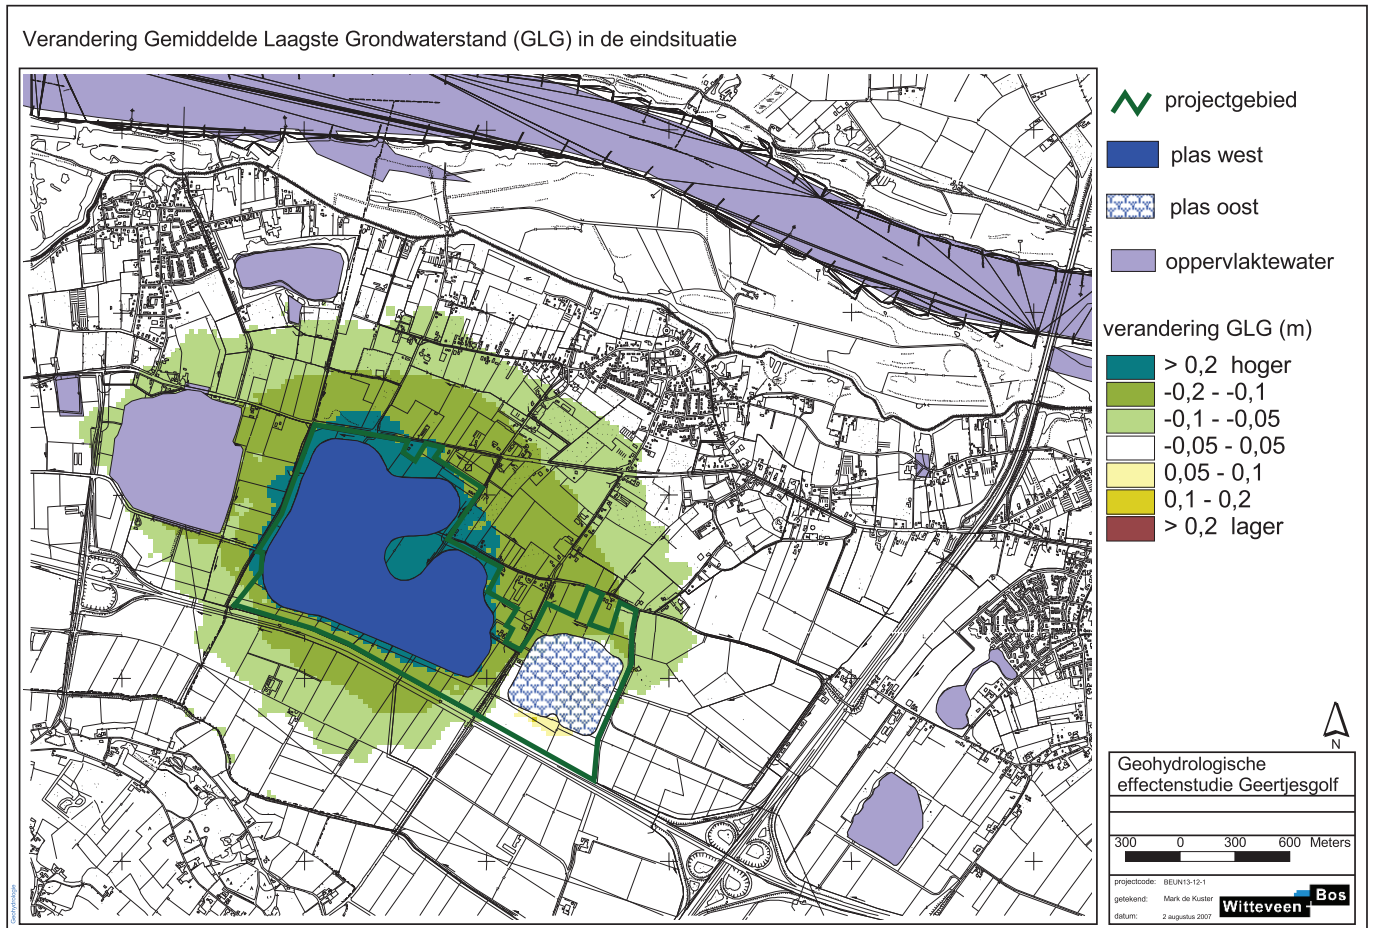 Verandering Gemiddelde Laagste Grondwaterstand (GLG) in de eindsituatie
projectgebied
plas west
plas oost
oppervlaktewater
verandering GLG (m)
> 0,2 hoger
-0,2 - -0,1
-0,1 - -0,05
-0,05 - 0,05
0,05 - 0,1
0,1 - 0,2
> 0,2 lager
N
Geohydrologische
effectenstudie Geertjesgolf
300 0 300 600 Meters
projectcode: BEUN13-12-1
getekend: Mark de Kuster
datum: 2 augustus 2007
Witteveen Bos
Geohydrologie